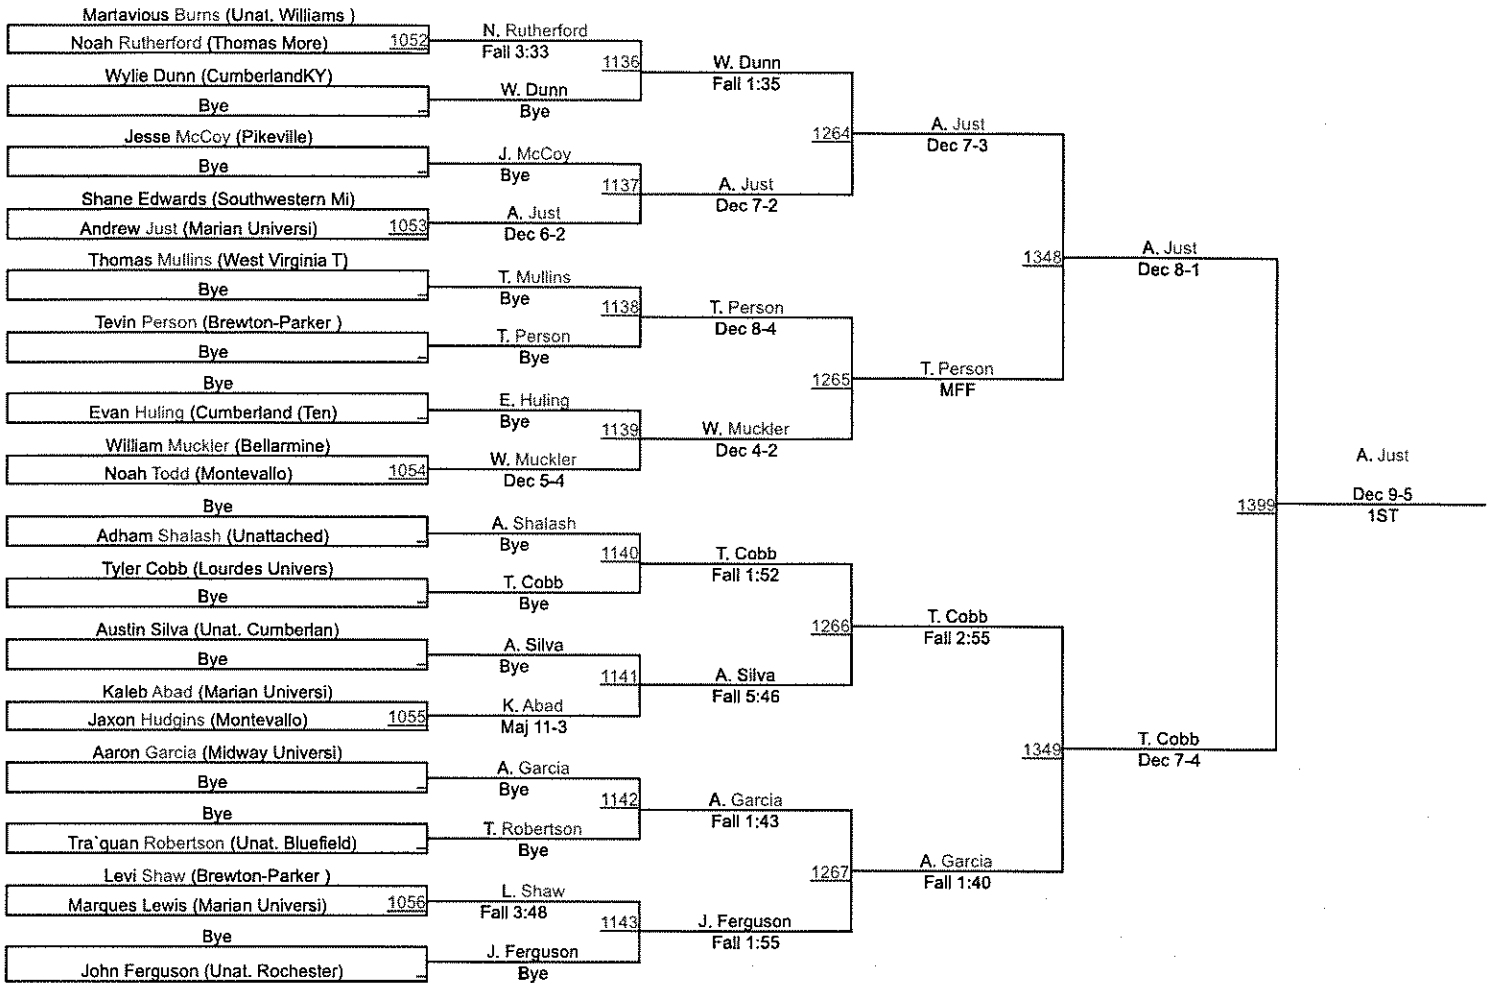 Martavious Burns (Unat. Williams )
Noah Rutherford (Thomas More) 1052
Wylie Dunn (CumberlandKY)
Bye
Jesse McCoy (Pikeville)
Bye
Shane Edwards (Southwestern Mi)
Andrew Just (Marian Universi) 1053
Thomas Mullins (West Virginia T)
Bye
Tevin Person (Brewton-Parker )
Bye
Bye
Evan Huling (Cumberland (Ten)
William Muckler (Bellarmine)
Noah Todd (Montevallo) 1054
Bye
Adham Shalash (Unattached)
Tyler Cobb (Lourdes Univers)
Bye
Austin Silva (Unat. Cumberlan)
Bye
Kaleb Abad (Marian Universi)
Jaxon Hudgins (Montevallo) 1055
Aaron Garcia (Midway Universi)
Bye
Bye
Tra`quan Robertson (Unat. Bluefield)
Levi Shaw (Brewton-Parker )
Marques Lewis (Marian Universi) 1056
Bye
John Ferguson (Unat. Rochester)
N. Rutherford
Fall 3:33
1136
W. Dunn
Bye
J. McCoy
Bye
1137
A. Just
Dec 6-2
T. Mullins
Bye
1138
T. Person
Bye
E. Huling
Bye
1139
W. Muckler
Dec 5-4
A. Shalash
Bye
1140
T. Cobb
Bye
A. Silva
Bye
1141
K. Abad
Maj 11-3
A. Garcia
Bye
1142
T. Robertson
Bye
L. Shaw
Fall 3:48
1143
J. Ferguson
Bye
W. Dunn
Fall 1:35
1264
A. Just
Dec 7-2
T. Person
Dec 8-4
1265
W. Muckler
Dec 4-2
T. Cobb
Fall 1:52
1266
A. Silva
Fall 5:46
A. Garcia
Fall 1:43
1267
J. Ferguson
Fall 1:55
A. Just
Dec 7-3
1348
T. Person
MFF
T. Cobb
Fall 2:55
1349
A. Garcia
Fall 1:40
A. Just
Dec 8-1
1399
T. Cobb
Dec 7-4
A. Just
Dec 9-5
1ST